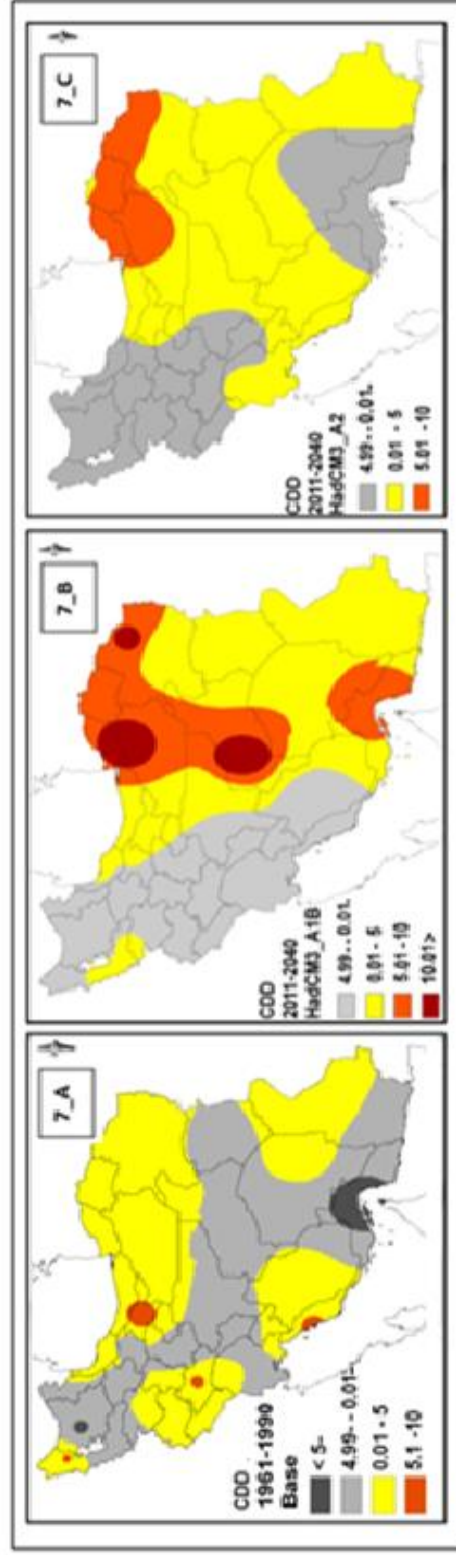 7_A
CDD
1961-1990
Base
< 5-
4.99- - 0.01-
0.01 - 5
5.1 -10
7_B
CDD
2011-2040
HadCM3_A1B
4.99 - - 0.01-
0.01 - 5
5.01 -10
10.01>
7_C
CDD
2011-2040
HadCM3_A2
4.99 - - 0.01-
0.01 - 5
5.01 - 10